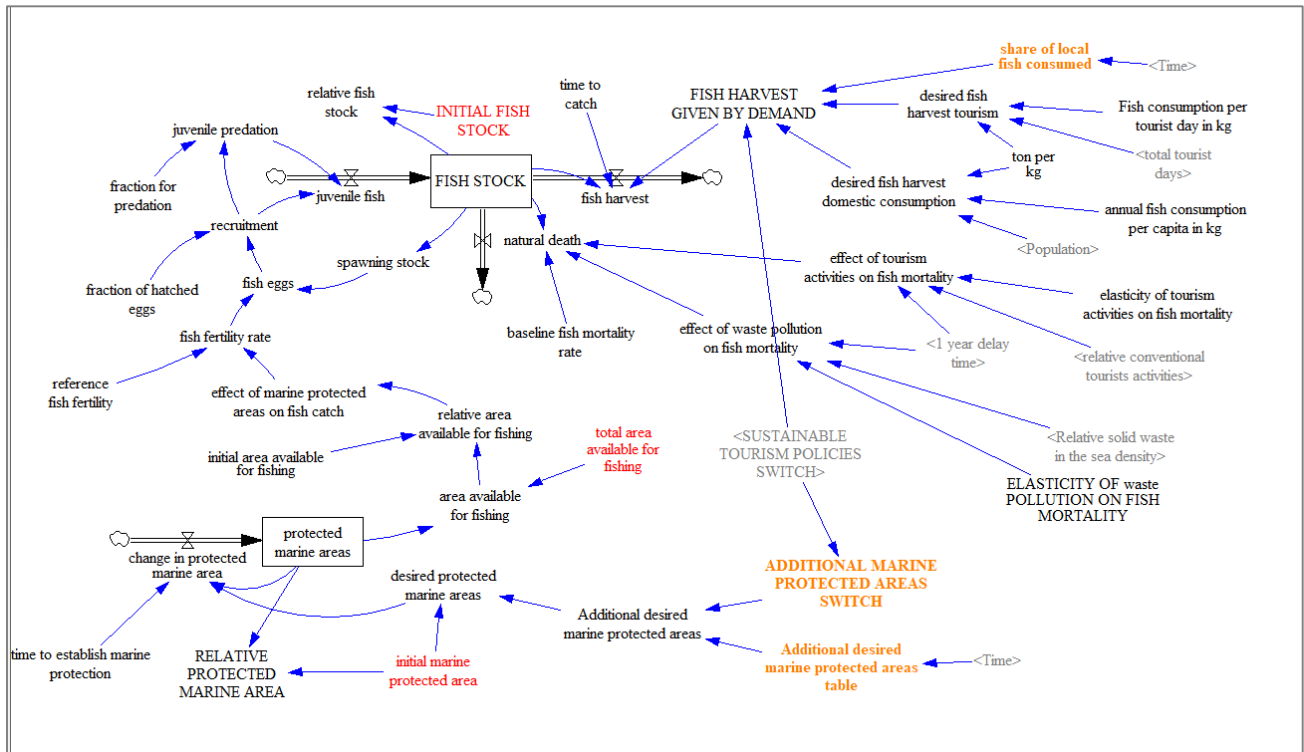 share of local
fish consumed
<Time>
relative fish
stock
INITIAL FISH
STOCK
time to
catch
FISH HARVEST
GIVEN BY DEMAND
desired fish
harvest tourism
Fish consumption per
tourist day in kg
juvenile predation
<total tourist
days>
ton per
kg
fraction for
predation
juvenile fish
FISH STOCK
fish harvest
desired fish harvest
domestic consumption
annual fish consumption
per capita in kg
recruitment
natural death
<Population>
spawning stock
effect of tourism
activities on fish mortality
fraction of hatched
eggs
fish eggs
elasticity of tourism
activities on fish mortality
fish fertility rate
baseline fish mortality
rate
effect of waste pollution
on fish mortality
<1 year delay
time>
<relative conventional
tourists activities>
reference
fish fertility
effect of marine protected
areas on fish catch
relative area
available for fishing
initial area available
for fishing
total area
available for
fishing
<SUSTAINABLE
TOURISM POLICIES
SWITCH>
<Relative solid waste
in the sea density>
ELASTICITY OF waste
POLLUTION ON FISH
MORTALITY
area available
for fishing
protected
marine areas
change in protected
marine area
desired protected
marine areas
ADDITIONAL MARINE
PROTECTED AREAS
SWITCH
Additional desired
marine protected areas
time to establish marine
protection
RELATIVE
PROTECTED
MARINE AREA
initial marine
protected area
Additional desired
marine protected areas
table
<Time>